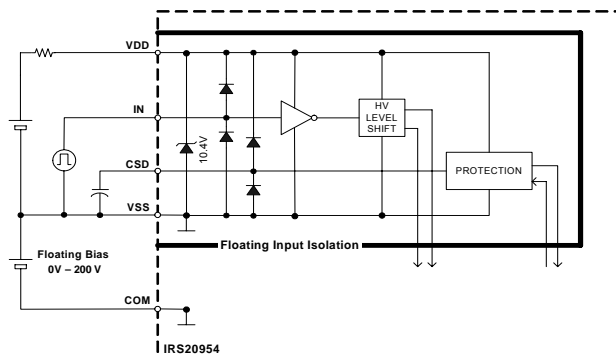 VDD
IN
HV
LEVEL
SHIFT
10.4V
CSD
PROTECTION
VSS
Floating Input Isolation
Floating Bias
0V – 200 V
COM
IRS20954